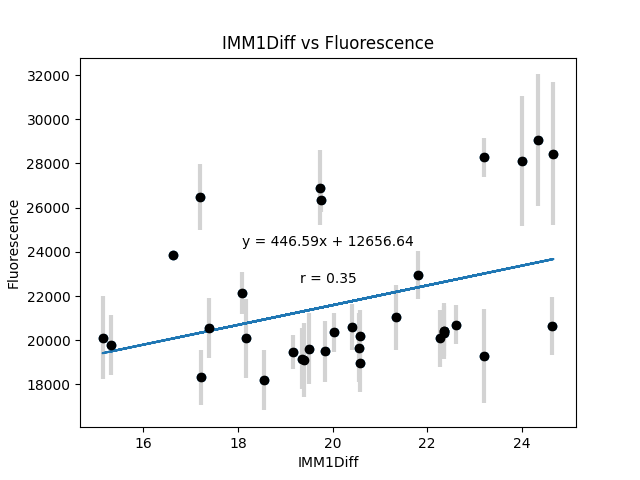 IMM1Diff vs Fluorescence
32000
30000
28000
26000
24000
22000
20000
18000
Fluorescence
y = 446.59x + 12656.64
r = 0.35
16
18
20
22
24
IMM1Diff